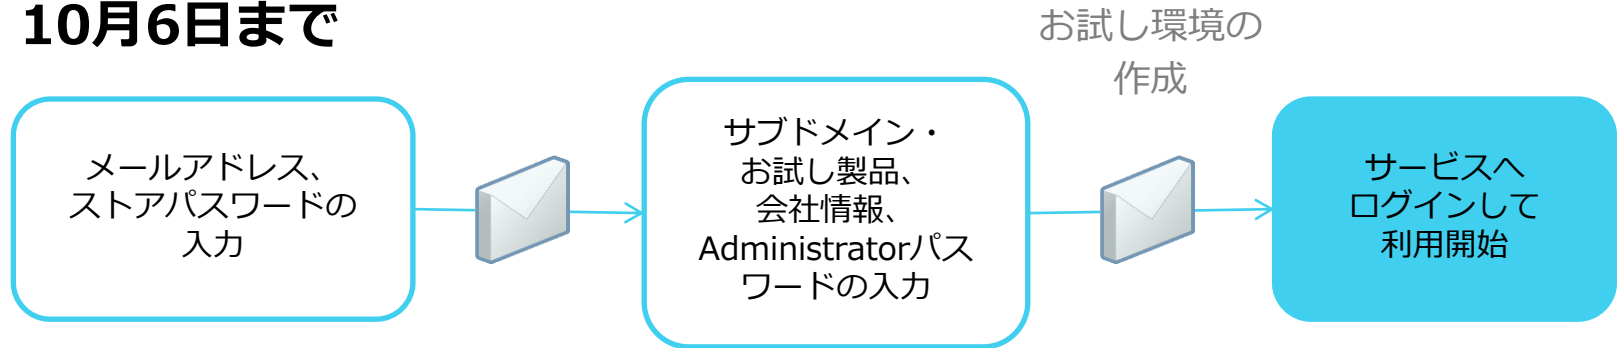 10月6日まで
メールアドレス、
ストアパスワードの
入力
サブドメイン・
お試し製品、
会社情報、
Administratorパス
ワードの入力
お試し環境の
作成
サービスへ
ログインして
利用開始